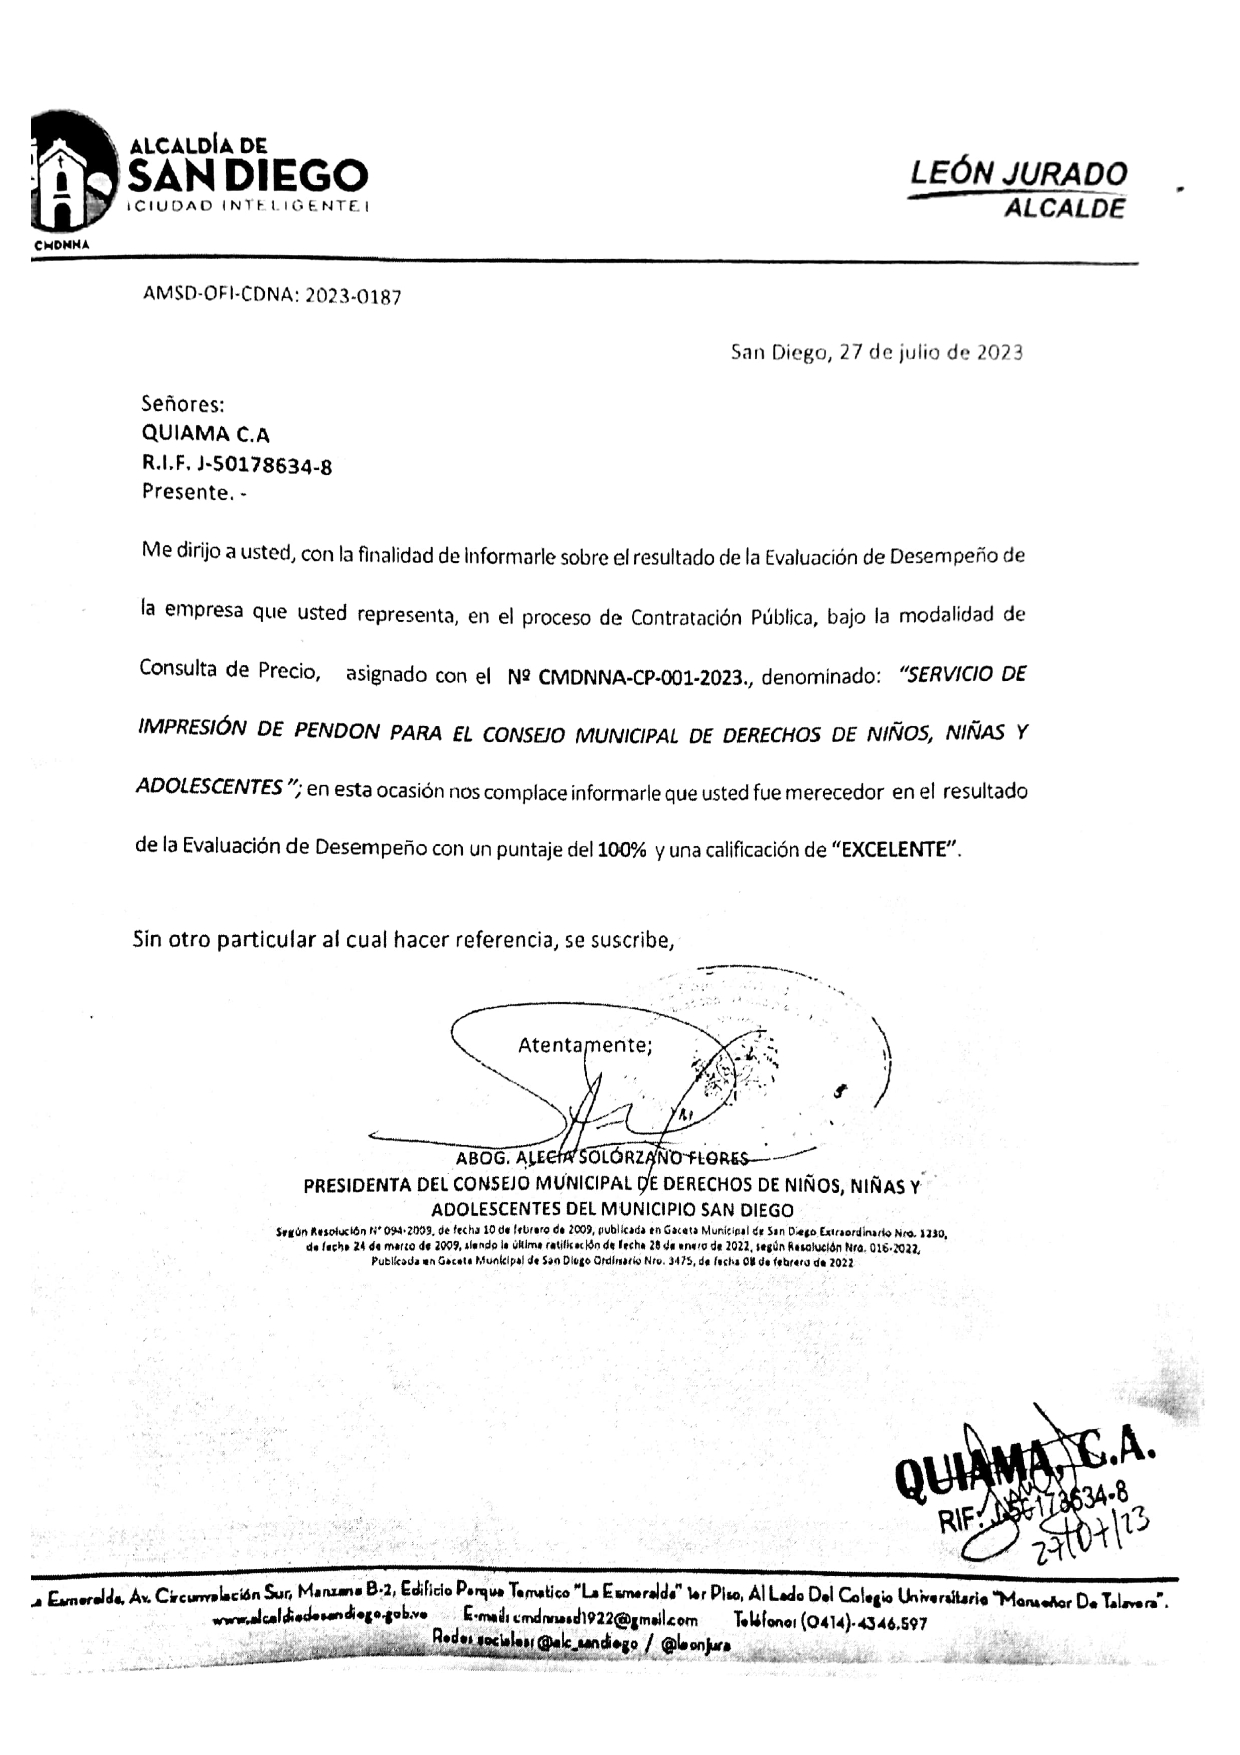 ALCALDÍA DE
SAN DIEGO
¡CIUDAD INTELIGENTE!
CMDNNA
LEÓN JURADO
ALCALDE
AMSD-OFI-CDNA: 2023-0187
San Diego, 27 de julio de 2023
Señores:
QUIAMA C.A
R.I.F. J-50178634-8
Presente. -
Me dirijo a usted, con la finalidad de informarle sobre el resultado de la Evaluación de Desempeño de
la empresa que usted representa, en el proceso de Contratación Pública, bajo la modalidad de
Consulta de Precio, asignado con el Nº CMDNNA-CP-001-2023., denominado: “SERVICIO DE
IMPRESIÓN DE PENDON PARA EL CONSEJO MUNICIPAL DE DERECHOS DE NIÑOS, NIÑAS Y
ADOLESCENTES ”; en esta ocasión nos complace informarle que usted fue merecedor en el resultado
de la Evaluación de Desempeño con un puntaje del 100% y una calificación de “EXCELENTE”.
Sin otro particular al cual hacer referencia, se suscribe,
Atentamente;
ABOG. ALECIA SOLÓRZANO FLORES
PRESIDENTA DEL CONSEJO MUNICIPAL DE DERECHOS DE NIÑOS, NIÑAS Y
ADOLESCENTES DEL MUNICIPIO SAN DIEGO
Según Resolución N° 094-2009, de fecha 10 de febrero de 2009, publicada en Gaceta Municipal de San Diego Extraordinario Nro. 1230,
de fecha 24 de marzo de 2009, siendo la última ratificación de fecha 28 de enero de 2022, según Resolución Nro. 016-2022,
Publicada en Gaceta Municipal de San Diego Ordinario Nro. 3475, de fecha 08 de febrero de 2022
QUIAMA, C.A.
RIF: J-50178634-8
27/07/23
Esmeralda, Av. Circunvalación Sur, Manzana B-2, Edificio Parque Tematico "La Esmeralda" 1er Piso, Al Lado Del Colegio Universitario "Monseñor De Talavera".
www.alcaldiadesandiego.gob.ve E-mail: cmdnnasd1922@gmail.com Teléfono: (0414)-4346.597
Redes sociales: @alc_sandiego / @leonjura